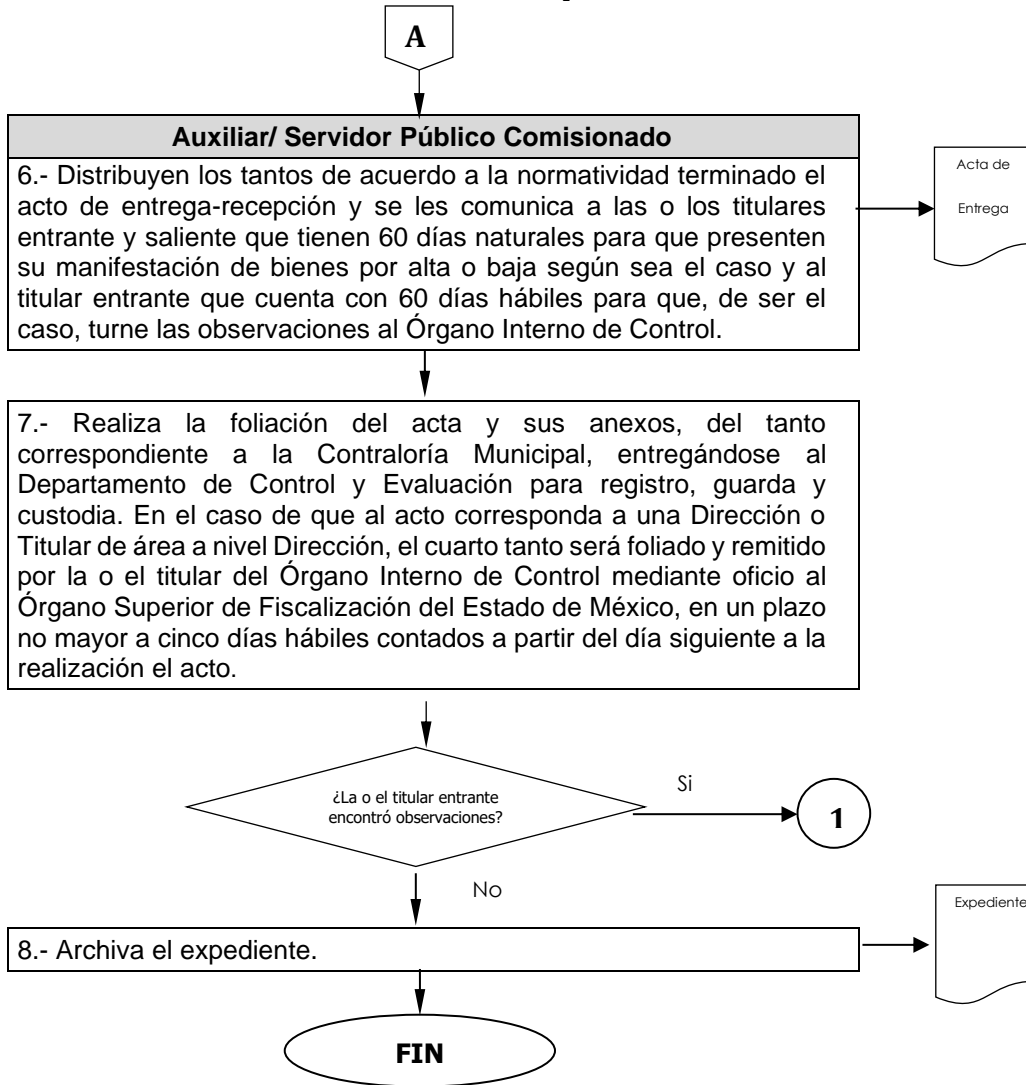 A
Auxiliar/ Servidor Público Comisionado
6.- Distribuyen los tantos de acuerdo a la normatividad terminado el
acto de entrega-recepción y se les comunica a las o los titulares
entrante y saliente que tienen 60 días naturales para que presenten
su manifestación de bienes por alta o baja según sea el caso y al
titular entrante que cuenta con 60 días hábiles para que, de ser el
caso, turne las observaciones al Órgano Interno de Control.
Acta de
Entrega
7.- Realiza la foliación del acta y sus anexos, del tanto
correspondiente a la Contraloría Municipal, entregándose al
Departamento de Control y Evaluación para registro, guarda y
custodia. En el caso de que al acto corresponda a una Dirección o
Titular de área a nivel Dirección, el cuarto tanto será foliado y remitido
por la o el titular del Órgano Interno de Control mediante oficio al
Órgano Superior de Fiscalización del Estado de México, en un plazo
no mayor a cinco días hábiles contados a partir del día siguiente a la
realización el acto.
¿La o el titular entrante
encontró observaciones?
Si
1
No
8.- Archiva el expediente.
Expediente
FIN